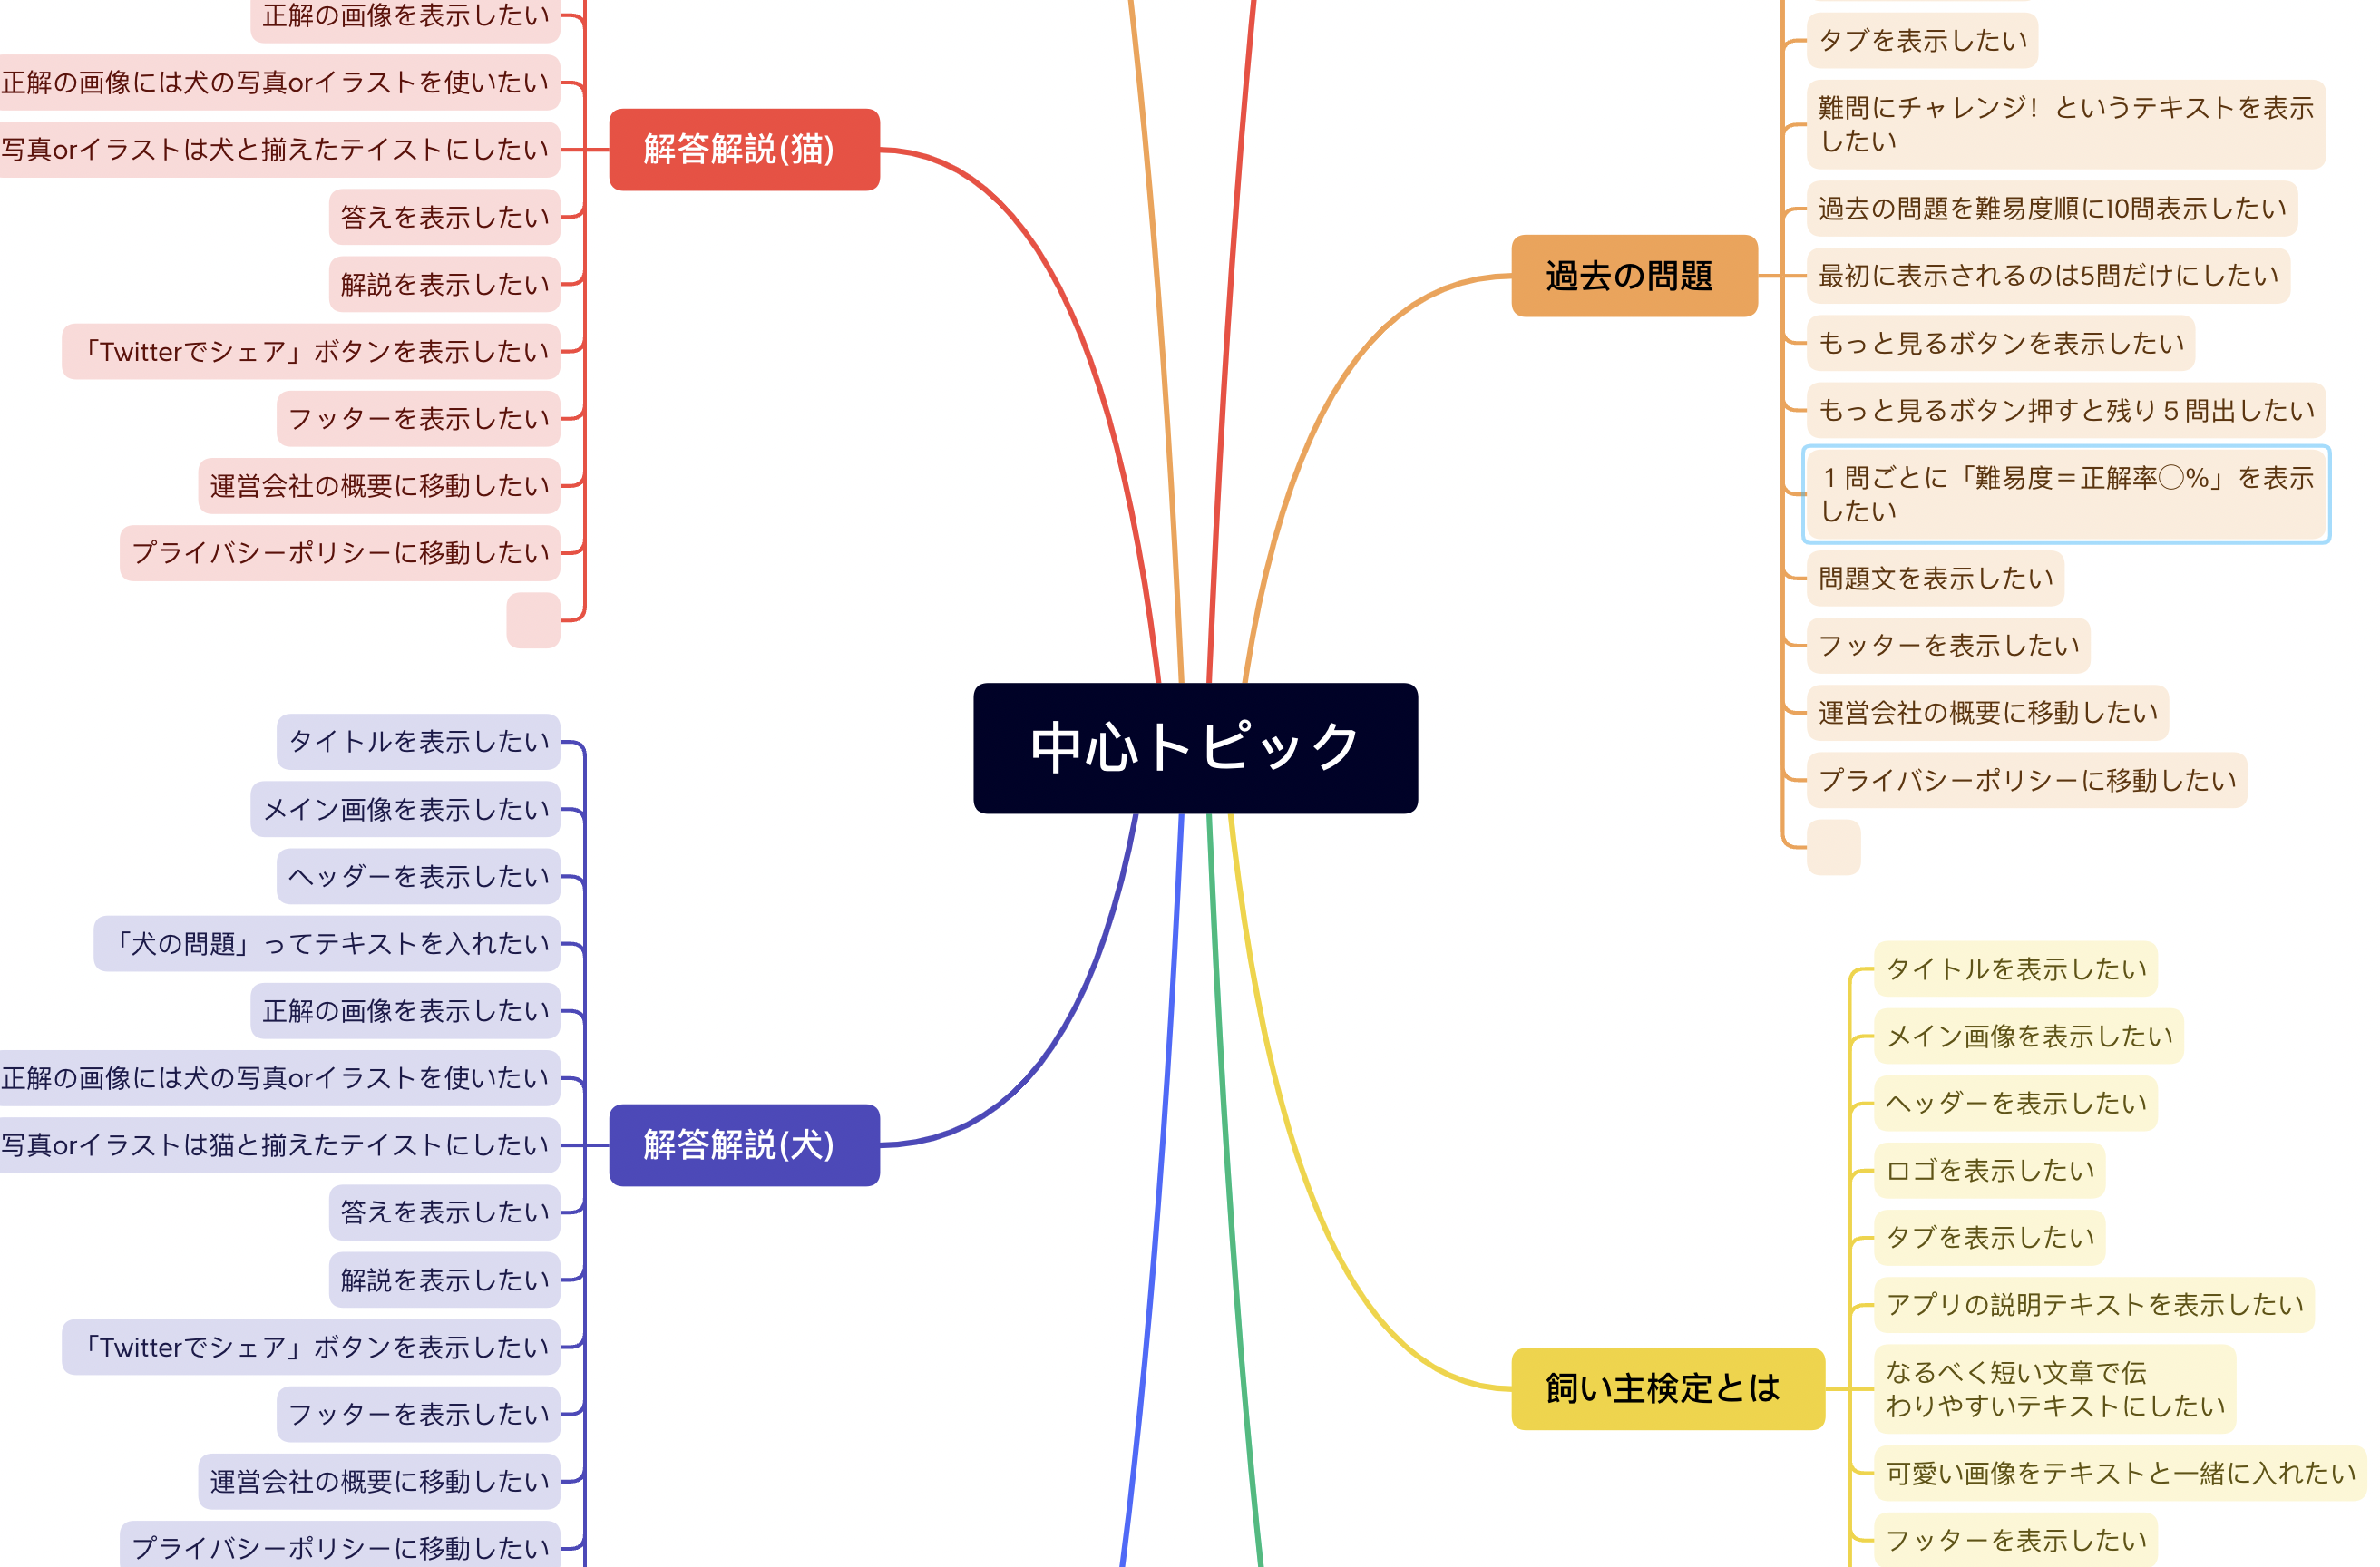 正解の画像を表示したい
正解の画像には犬の写真orイラストを使いたい
写真orイラストは犬と揃えたテイストにしたい
答えを表示したい
解説を表示したい
「Twitterでシェア」ボタンを表示したい
フッターを表示したい
運営会社の概要に移動したい
プライバシーポリシーに移動したい
解答解説(猫)
タイトルを表示したい
メイン画像を表示したい
ヘッダーを表示したい
「犬の問題」ってテキストを入れたい
正解の画像を表示したい
正解の画像には犬の写真orイラストを使いたい
写真orイラストは猫と揃えたテイストにしたい
答えを表示したい
解説を表示したい
「Twitterでシェア」ボタンを表示したい
フッターを表示したい
運営会社の概要に移動したい
プライバシーポリシーに移動したい
解答解説(犬)
中心トピック
過去の問題
タブを表示したい
難問にチャレンジ！というテキストを表示
したい
過去の問題を難易度順に10問表示したい
最初に表示されるのは5問だけにしたい
もっと見るボタンを表示したい
もっと見るボタン押すと残り５問出したい
１問ごとに「難易度＝正解率◯%」を表示
したい
問題文を表示したい
フッターを表示したい
運営会社の概要に移動したい
プライバシーポリシーに移動したい
飼い主検定とは
タイトルを表示したい
メイン画像を表示したい
ヘッダーを表示したい
ロゴを表示したい
タブを表示したい
アプリの説明テキストを表示したい
なるべく短い文章で伝
わりやすいテキストにしたい
可愛い画像をテキストと一緒に入れたい
フッターを表示したい